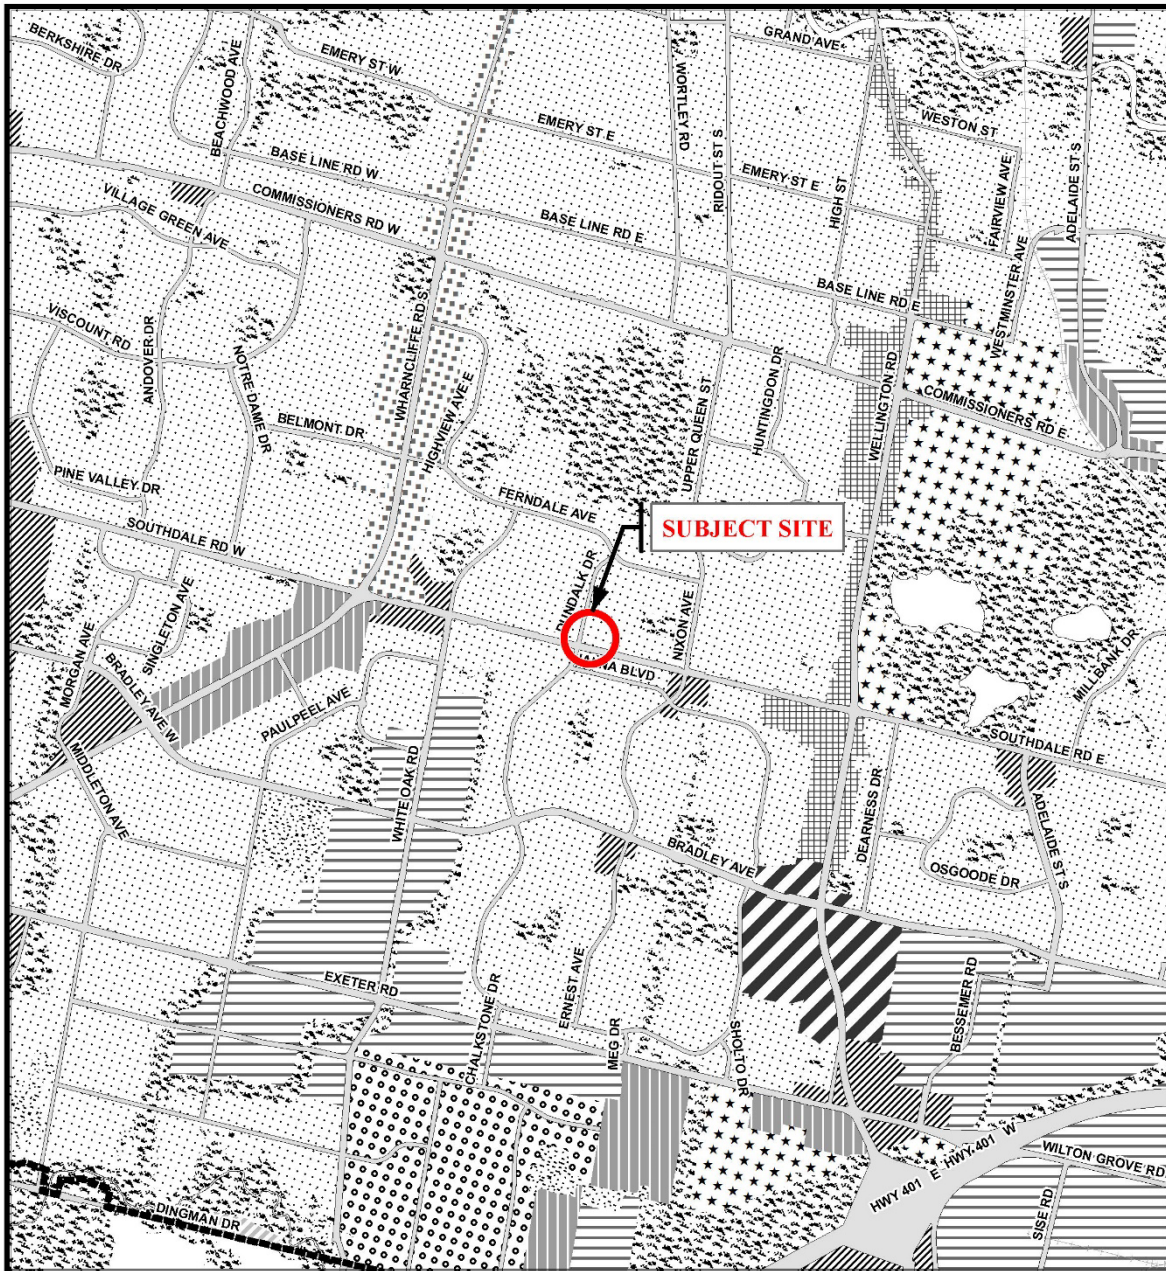 BERKSHIRE DR
BEACHWOOD AVE
EMERY ST W
WORTLEY RD
GRAND AVE
EMERY ST E
RIDOUT ST S
WESTON ST
ADELAIDE ST S
BASE LINE RD W
EMERY ST E
HIGH ST
FAIRVIEW AVE
VILLAGE GREEN AVE
COMMISSIONERS RD W
BASE LINE RD E
BASE LINE RD E
WESTMINSTER AVE
VISCOUNT RD
ANDOVER DR
NOTRE DAME DR
WHARNCLIFFE RD S
HIGHVIEW AVE E
UPPER QUEEN ST
HUNTINGDON DR
WELLINGTON RD
COMMISSIONERS RD E
BELMONT DR
PINE VALLEY DR
FERNDALE AVE
SUBJECT SITE
SOUTHDALE RD W
DUNDALK DR
NIXON AVE
SINGLETON AVE
MORGAN AVE
BRADLEY AVE W
BLVD
MILLBANK DR
PAULPEEL AVE
SOUTHDALE RD E
MIDDLETON AVE
WHITE OAK RD
DEARNESS DR
ADELAIDE ST S
BRADLEY AVE
OSGOODE DR
EXETER RD
CHALKSTONE DR
ERNEST AVE
MEG DR
SHOLTO DR
BESSEMER RD
HWY 401 E
HWY 401 W
WILTON GROVE RD
SISE RD
DINGMAN DR